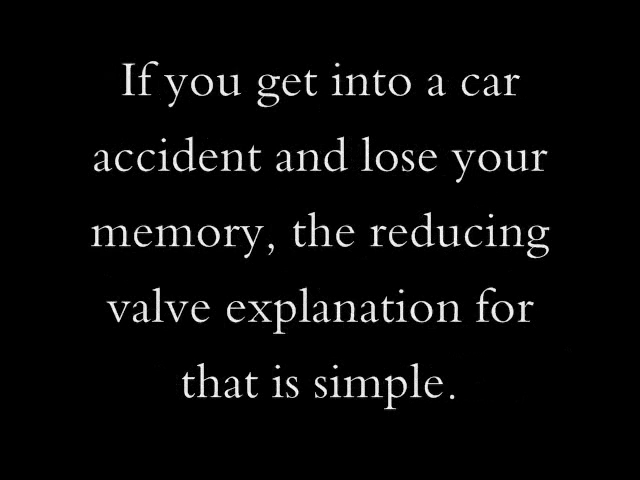 If you get into a car
accident and lose your
memory, the reducing
valve explanation for
that is simple.